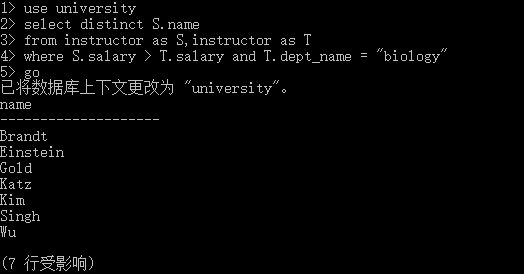 1> use university
2> select distinct S.name
3> from instructor as S,instructor as T
4> where S.salary > T.salary and T.dept_name = "biology"
5> go
已将数据库上下文更改为 "university"。
name
--------------------
Brandt
Einstein
Gold
Katz
Kim
Singh
Wu
(7 行受影响)